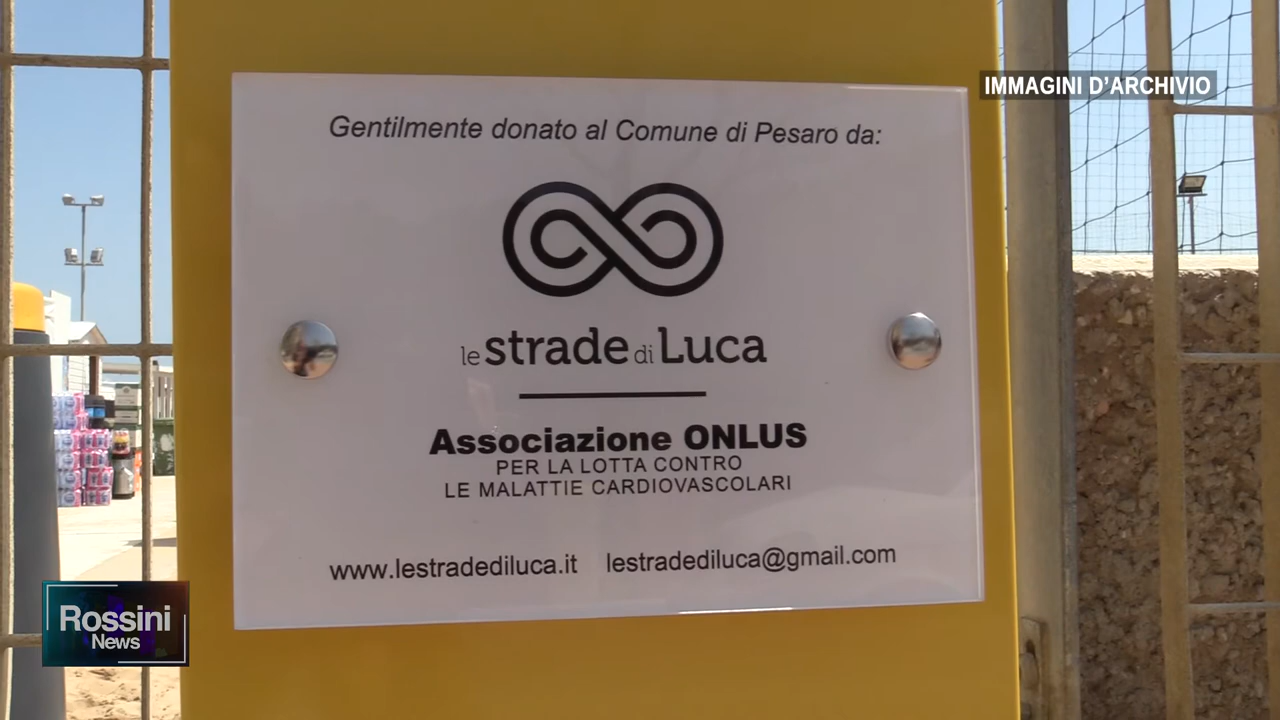 IMMAGINI D'ARCHIVIO
Gentilmente donato al Comune di Pesaro da:
le strade di Luca
Associazione ONLUS
PER LA LOTTA CONTRO
LE MALATTIE CARDIOVASCOLARI
www.lestradediluca.it lestradediluca@gmail.com
Rossini
News